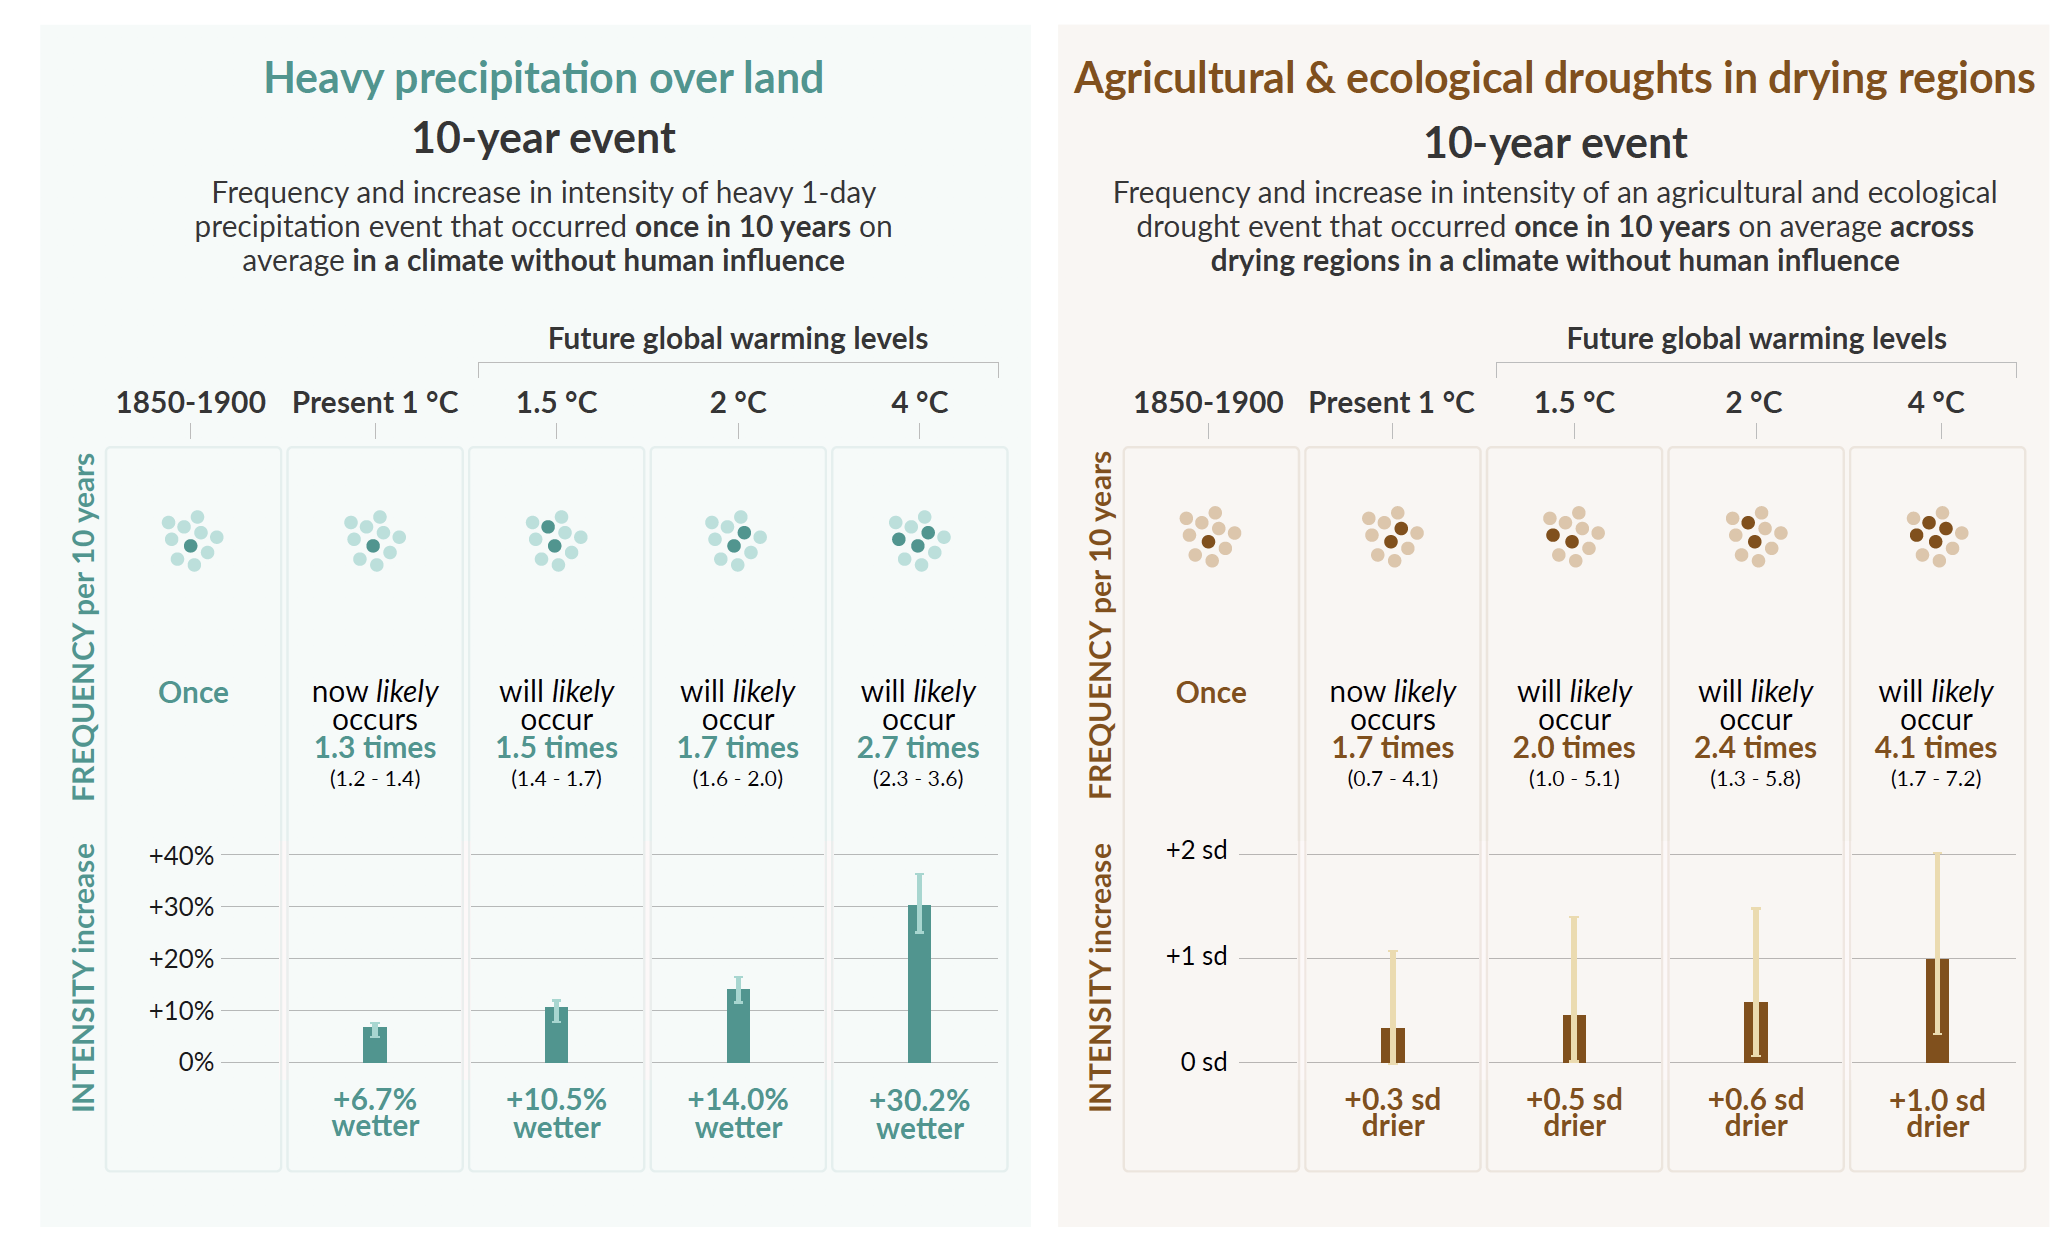 Heavy precipitation over land
10-year event
Frequency and increase in intensity of heavy 1-day
precipitation event that occurred once in 10 years on
average in a climate without human influence
Future global warming levels
1850-1900 Present 1 °C 1.5 °C 2 °C 4 °C
FREQUENCY per 10 years
Once
now likely
occurs
1.3 times
(1.2 - 1.4)
will likely
occur
1.5 times
(1.4 - 1.7)
will likely
occur
1.7 times
(1.6 - 2.0)
will likely
occur
2.7 times
(2.3 - 3.6)
INTENSITY increase
+40%
+30%
+20%
+10%
0%
+6.7%
wetter
+10.5%
wetter
+14.0%
wetter
+30.2%
wetter
Agricultural & ecological droughts in drying regions
10-year event
Frequency and increase in intensity of an agricultural and ecological
drought event that occurred once in 10 years on average across
drying regions in a climate without human influence
Future global warming levels
1850-1900 Present 1 °C 1.5 °C 2 °C 4 °C
FREQUENCY per 10 years
Once
now likely
occurs
1.7 times
(0.7 - 4.1)
will likely
occur
2.0 times
(1.0 - 5.1)
will likely
occur
2.4 times
(1.3 - 5.8)
will likely
occur
4.1 times
(1.7 - 7.2)
INTENSITY increase
+2 sd
+1 sd
0 sd
+0.3 sd
drier
+0.5 sd
drier
+0.6 sd
drier
+1.0 sd
drier